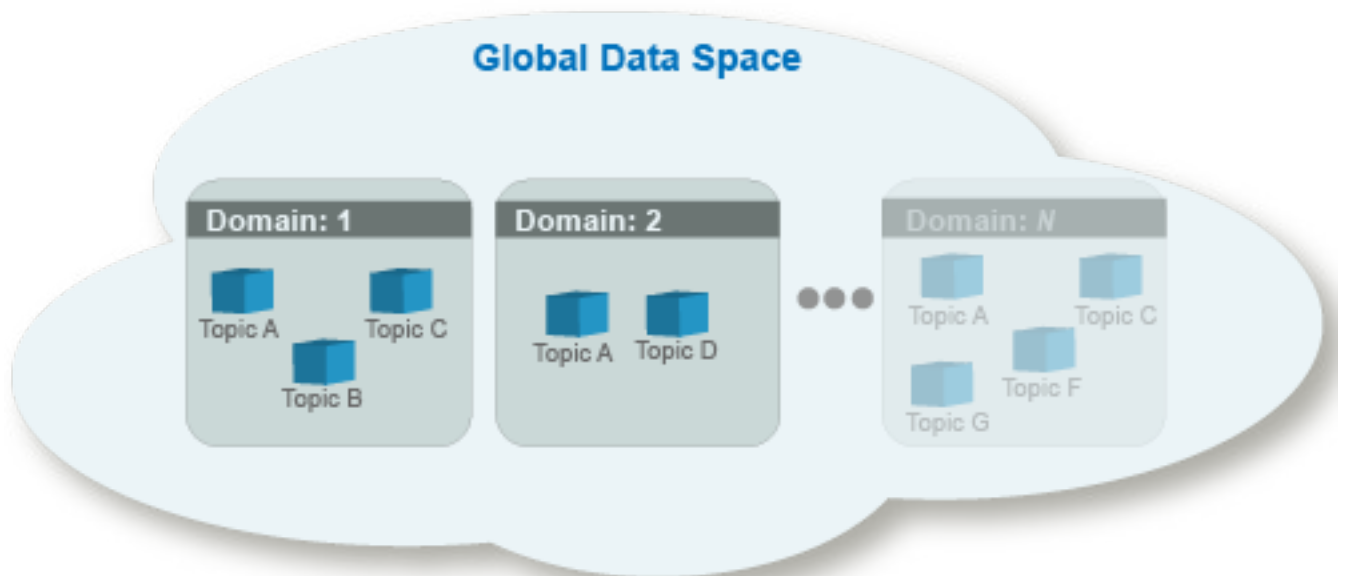 Global Data Space
Domain: 1
Topic A
Topic C
Topic B
Domain: 2
Topic A
Topic D
Domain: N
Topic A
Topic C
Topic F
Topic G